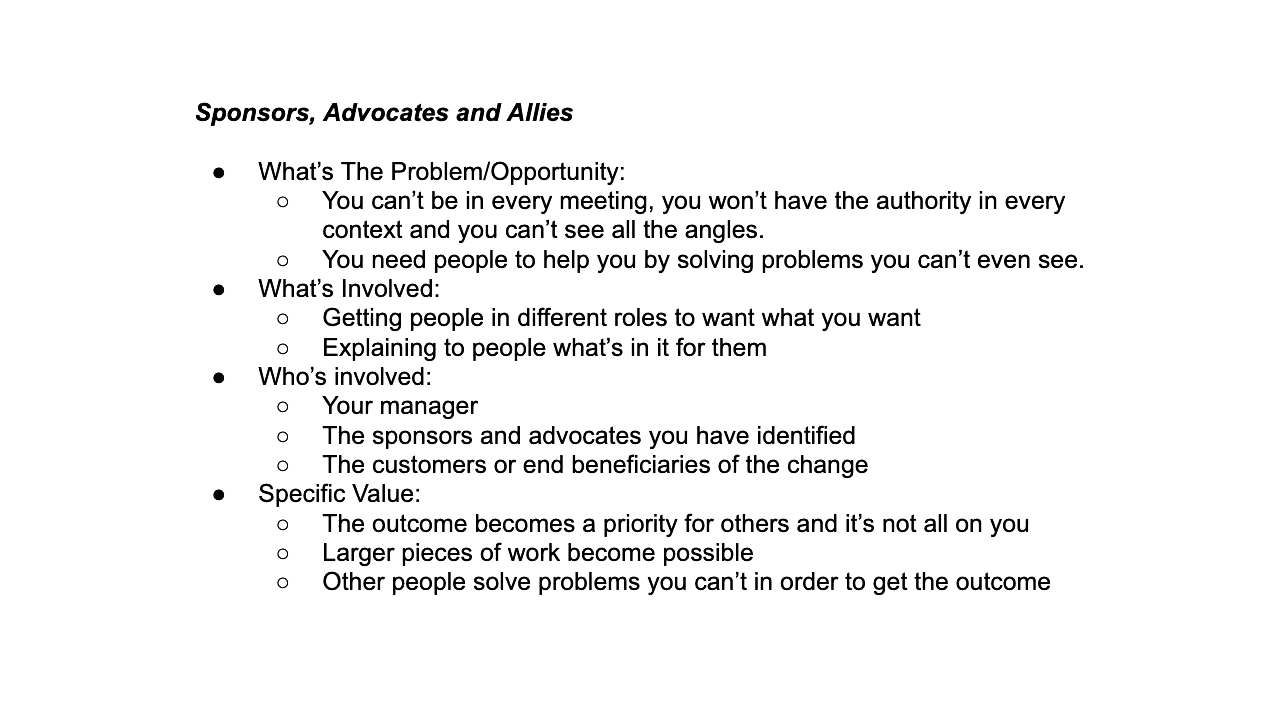 Sponsors, Advocates and Allies
● What’s The Problem/Opportunity:
○ You can’t be in every meeting, you won’t have the authority in every
context and you can’t see all the angles.
○ You need people to help you by solving problems you can’t even see.
● What’s Involved:
○ Getting people in different roles to want what you want
○ Explaining to people what’s in it for them
● Who’s involved:
○ Your manager
○ The sponsors and advocates you have identified
○ The customers or end beneficiaries of the change
● Specific Value:
○ The outcome becomes a priority for others and it’s not all on you
○ Larger pieces of work become possible
○ Other people solve problems you can’t in order to get the outcome